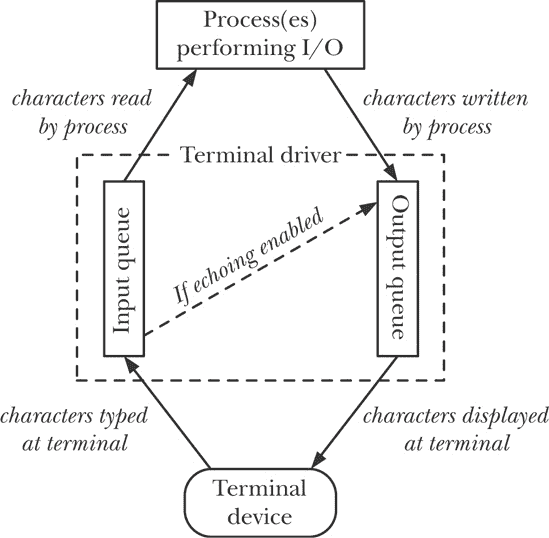 Process(es)
performing I/O
characters read
by process
characters written
by process
Terminal driver
Input queue
If echoing enabled
Output queue
characters typed
at terminal
characters displayed
at terminal
Terminal
device